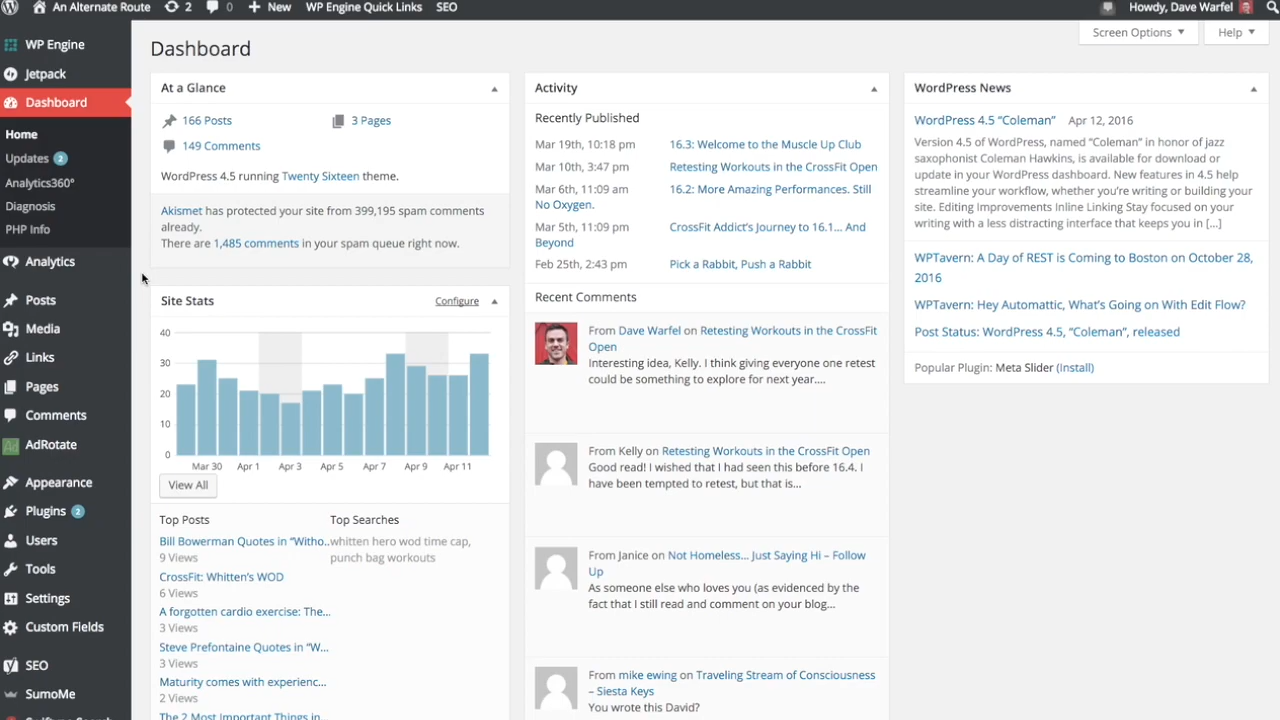 An Alternate Route 2 0 New WP Engine Quick Links SEO Howdy, Dave Warfel
WP Engine
Jetpack
Dashboard
Home
Updates 2
Analytics360°
Diagnosis
PHP Info
Analytics
Posts
Media
Links
Pages
Comments
AdRotate
Appearance
Plugins 2
Users
Tools
Settings
Custom Fields
SEO
SumoMe
Screen Options Help
Dashboard
At a Glance
166 Posts 3 Pages
149 Comments
WordPress 4.5 running Twenty Sixteen theme.
Akismet has protected your site from 399,195 spam comments
already.
There are 1,485 comments in your spam queue right now.
Site Stats Configure
40
30
20
10
0
Mar 30 Apr 1 Apr 3 Apr 5 Apr 7 Apr 9 Apr 11
View All
Top Posts
Bill Bowerman Quotes in “Witho...
9 Views
CrossFit: Whitten’s WOD
6 Views
A forgotten cardio exercise: The...
3 Views
Steve Prefontaine Quotes in “W...
3 Views
Maturity comes with experienc...
2 Views
The 2 Most Important Things in...
Top Searches
whitten hero wod time cap,
punch bag workouts
Activity
Recently Published
Mar 19th, 10:18 pm 16.3: Welcome to the Muscle Up Club
Mar 10th, 3:47 pm Retesting Workouts in the CrossFit Open
Mar 6th, 11:09 am 16.2: More Amazing Performances. Still
No Oxygen.
Mar 5th, 11:09 pm CrossFit Addict’s Journey to 16.1... And
Beyond
Feb 25th, 2:43 pm Pick a Rabbit, Push a Rabbit
Recent Comments
From Dave Warfel on Retesting Workouts in the CrossFit
Open
Interesting idea, Kelly. I think giving everyone one retest
could be something to explore for next year....
From Kelly on Retesting Workouts in the CrossFit Open
Good read! I wished that I had seen this before 16.4. I
have been tempted to retest, but that is...
From Janice on Not Homeless... Just Saying Hi – Follow
Up
As someone else who loves you (as evidenced by the
fact that I still read and comment on your blog...
From mike ewing on Traveling Stream of Consciousness
– Siesta Keys
You wrote this David?
WordPress News
WordPress 4.5 “Coleman” Apr 12, 2016
Version 4.5 of WordPress, named “Coleman” in honor of jazz
saxophonist Coleman Hawkins, is available for download or
update in your WordPress dashboard. New features in 4.5 help
streamline your workflow, whether you’re writing or building your
site. Editing Improvements Inline Linking Stay focused on your
writing with a less distracting interface that keeps you in [...]
WPTavern: A Day of REST is Coming to Boston on October 28,
2016
WPTavern: Hey Automattic, What’s Going on With Edit Flow?
Post Status: WordPress 4.5, “Coleman”, released
Popular Plugin: Meta Slider (Install)